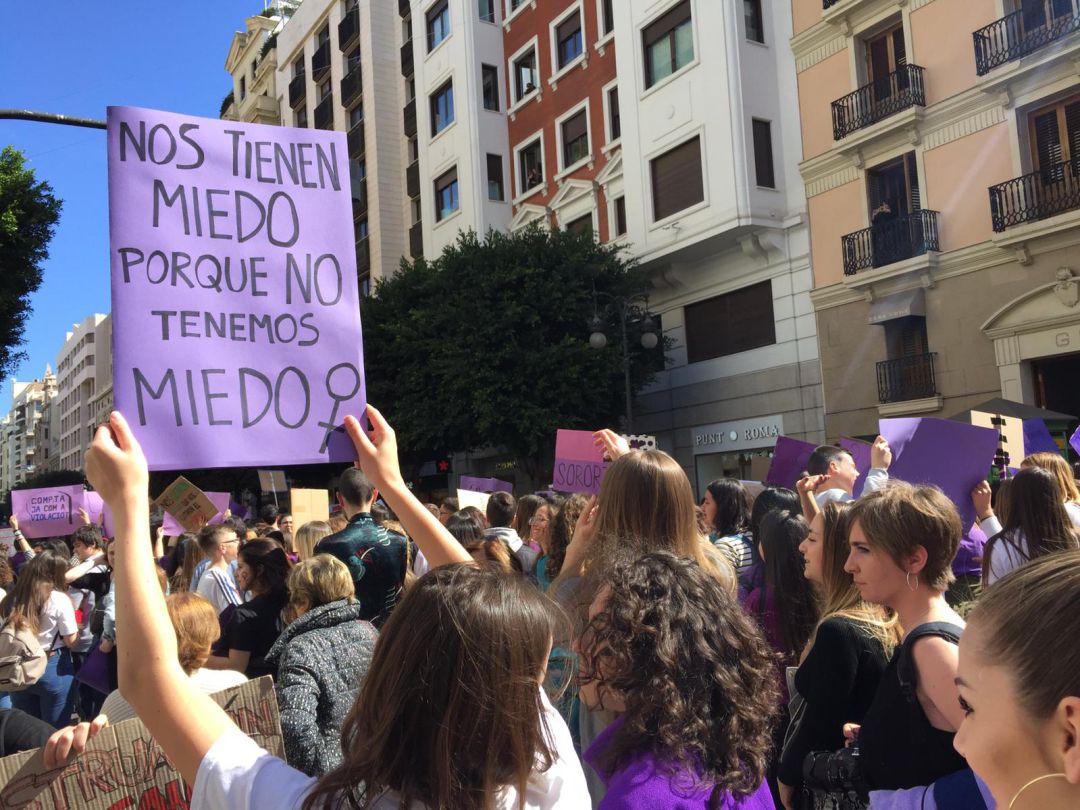 NOS TIENEN
MIEDO
PORQUE NO
TENEMOS
MIEDO
COMPTA
JA COM A
VIOLACIÓ
SOROR
PUNT ROMA